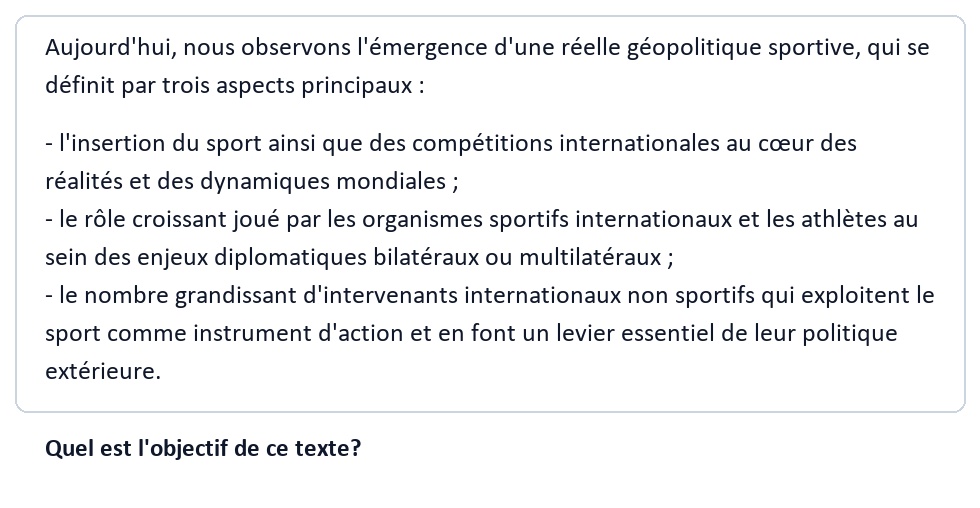 Aujourd'hui, nous observons l'émergence d'une réelle géopolitique sportive, qui se
définit par trois aspects principaux :
- l'insertion du sport ainsi que des compétitions internationales au cœur des
réalités et des dynamiques mondiales ;
- le rôle croissant joué par les organismes sportifs internationaux et les athlètes au
sein des enjeux diplomatiques bilatéraux ou multilatéraux ;
- le nombre grandissant d'intervenants internationaux non sportifs qui exploitent le
sport comme instrument d'action et en font un levier essentiel de leur politique
extérieure.
Quel est l'objectif de ce texte?